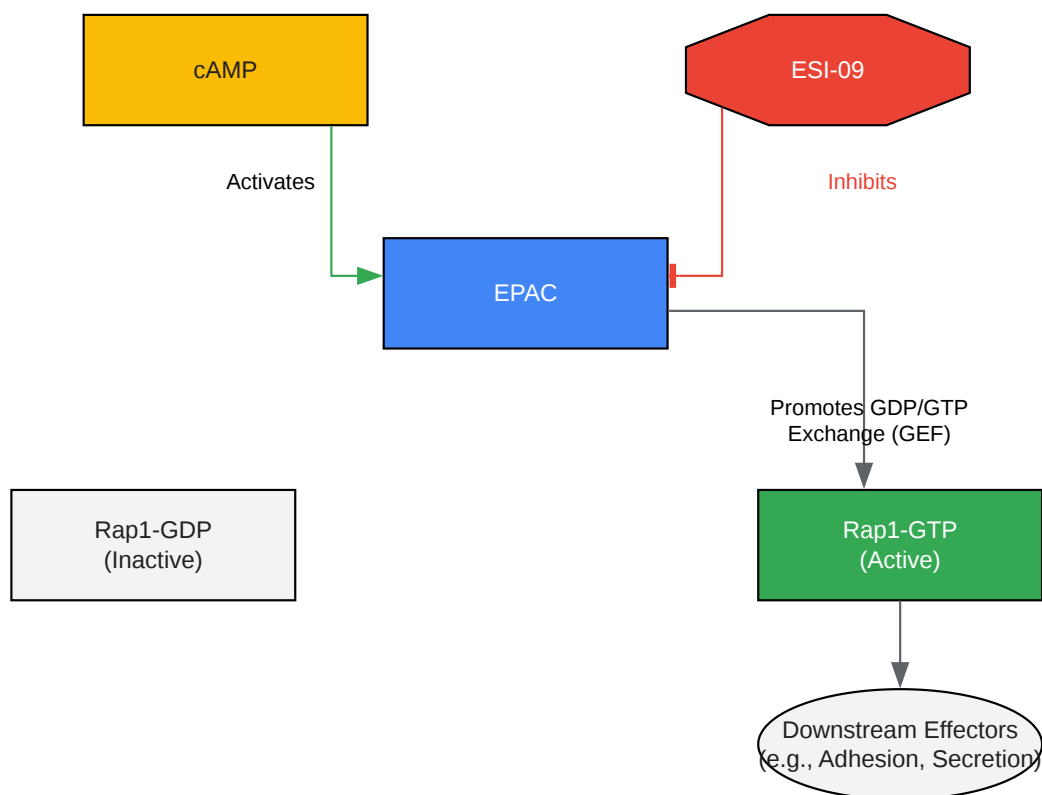 cAMP
ESI-09
Activates
Inhibits
EPAC
Promotes GDP/GTP
Exchange (GEF)
Rap1-GDP
(Inactive)
Rap1-GTP
(Active)
Downstream Effectors
(e.g., Adhesion, Secretion)